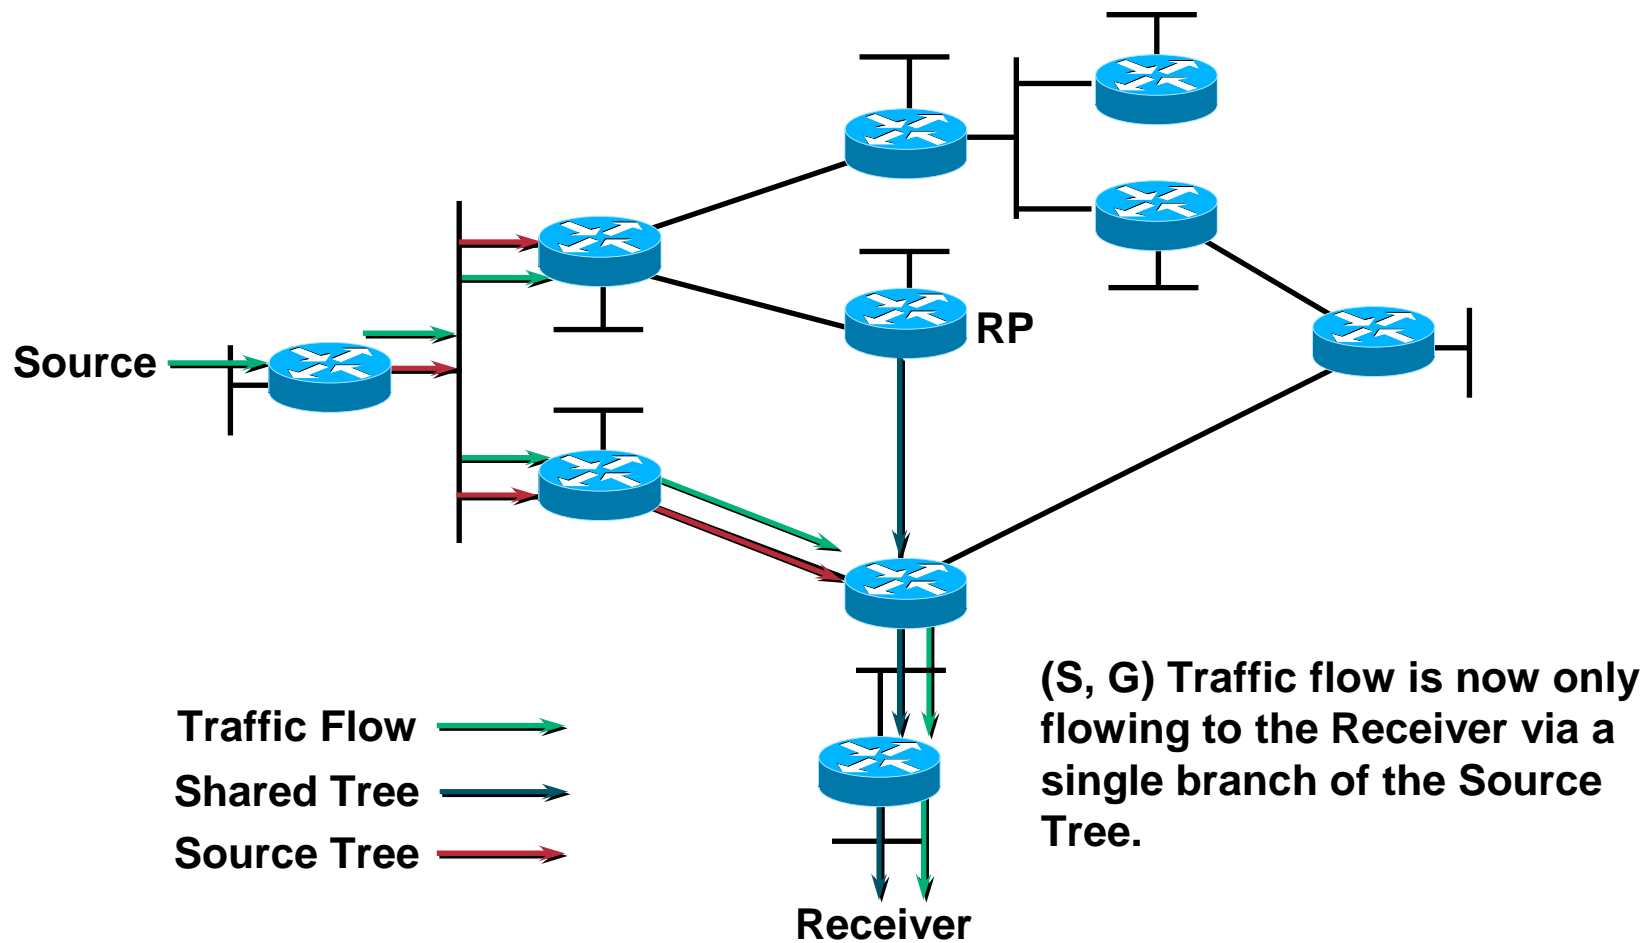 RP
Source
(S, G) Traffic flow is now only
flowing to the Receiver via a
single branch of the Source
Tree.
Traffic Flow
Shared Tree
Source Tree
Receiver